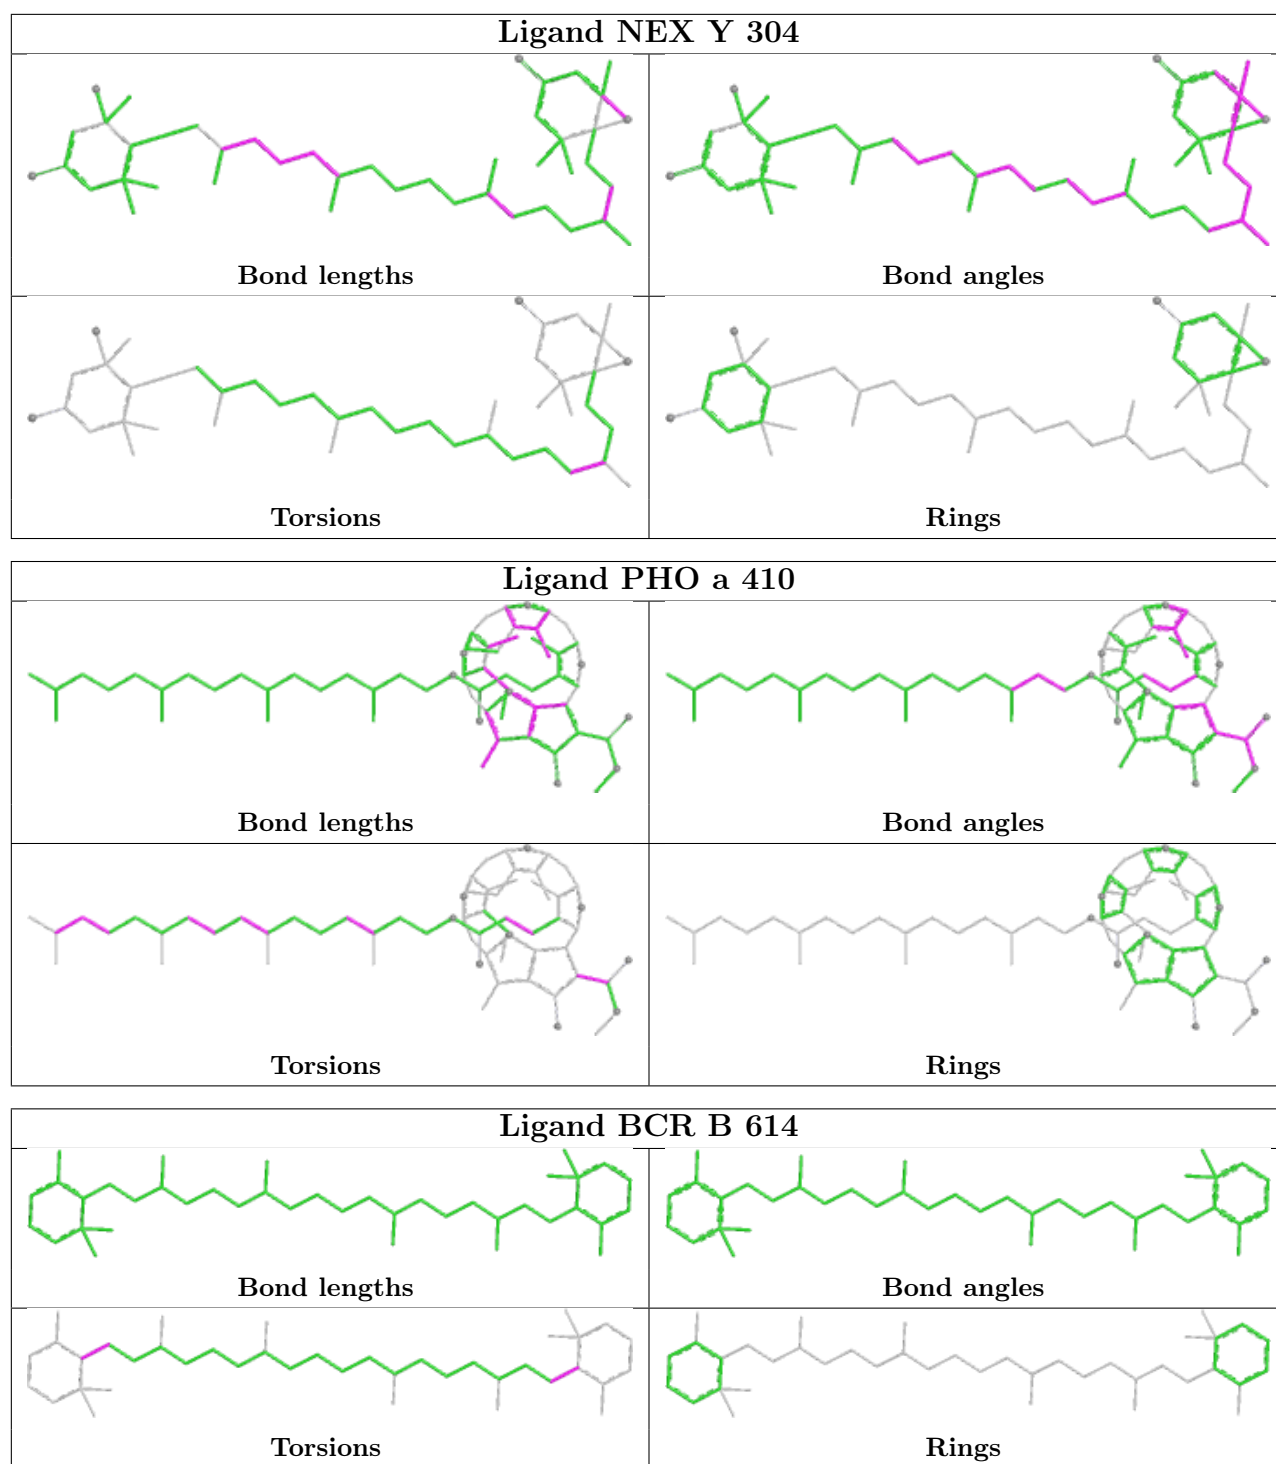 Ligand NEX Y 304
Bond lengths
Bond angles
Torsions
Rings
Ligand PHO a 410
Bond lengths
Bond angles
Torsions
Rings
Ligand BCR B 614
Bond lengths
Bond angles
Torsions
Rings